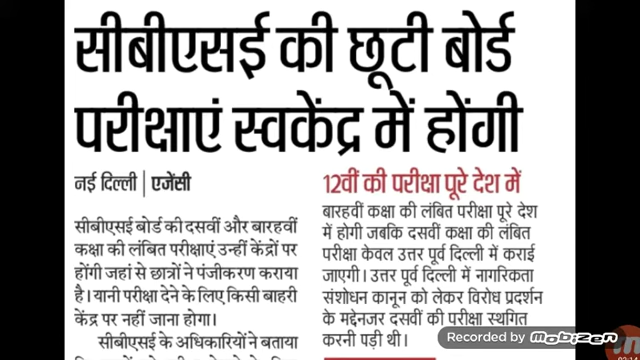 सीबीएसई की छूटी बोर्ड
परीक्षाएं स्वकेंद्र में होंगी
नई दिल्ली | एजेंसी
सीबीएसई बोर्ड की दसवीं और बारहवीं
कक्षा की लंबित परीक्षाएं उन्हीं केंद्रों पर
होंगी जहां से छात्रों ने पंजीकरण कराया
है। यानी परीक्षा देने के लिए किसी बाहरी
केंद्र पर नहीं जाना होगा।
सीबीएसई के अधिकारियों ने बताया
12वीं की परीक्षा पूरे देश में
बारहवीं कक्षा की लंबित परीक्षा पूरे देश
में होगी जबकि दसवीं कक्षा की लंबित
परीक्षा केवल उत्तर पूर्व दिल्ली में कराई
जाएगी। उत्तर पूर्व दिल्ली में नागरिकता
संशोधन कानून को लेकर विरोध प्रदर्शन
के मद्देनजर दसवीं की परीक्षा स्थगित
करनी पड़ी थी।
Recorded by Mobizen